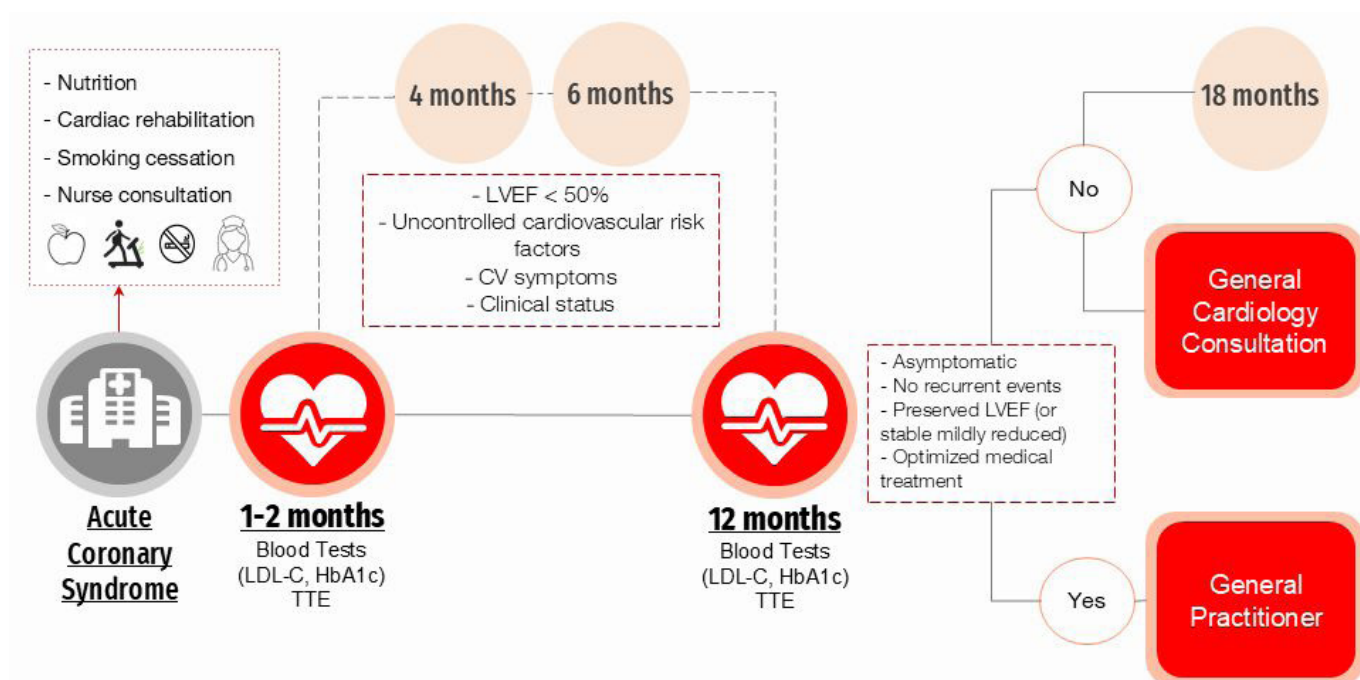 - Nutrition
- Cardiac rehabilitation
- Smoking cessation
- Nurse consultation
4 months
6 months
- LVEF < 50%
- Uncontrolled cardiovascular risk
factors
- CV symptoms
- Clinical status
Acute
Coronary
Syndrome
1-2 months
Blood Tests
(LDL-C, HbA1c)
TTE
12 months
Blood Tests
(LDL-C, HbA1c)
TTE
- Asymptomatic
- No recurrent events
- Preserved LVEF (or
stable mildly reduced)
- Optimized medical
treatment
No
18 months
General
Cardiology
Consultation
Yes
General
Practitioner